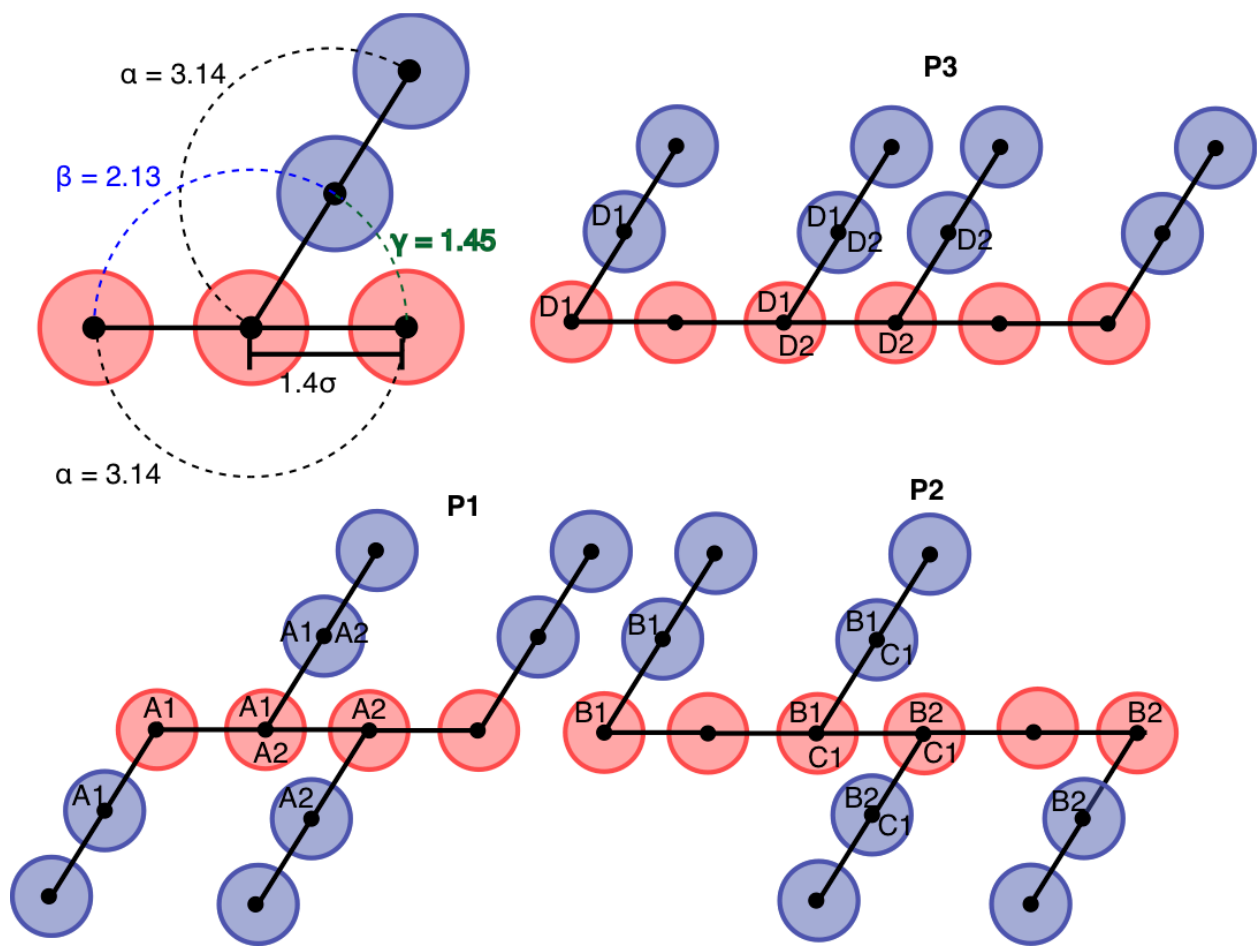 α = 3.14
β = 2.13
γ = 1.45
1.4σ
α = 3.14
P3
D1
D1
D2
D2
D1
D1
D2
D2
P1
A1
A2
A1
A1
A2
A2
A1
A2
P2
B1
B1
C1
B1
B1
B2
B2
C1
C1
B2
C1
B2